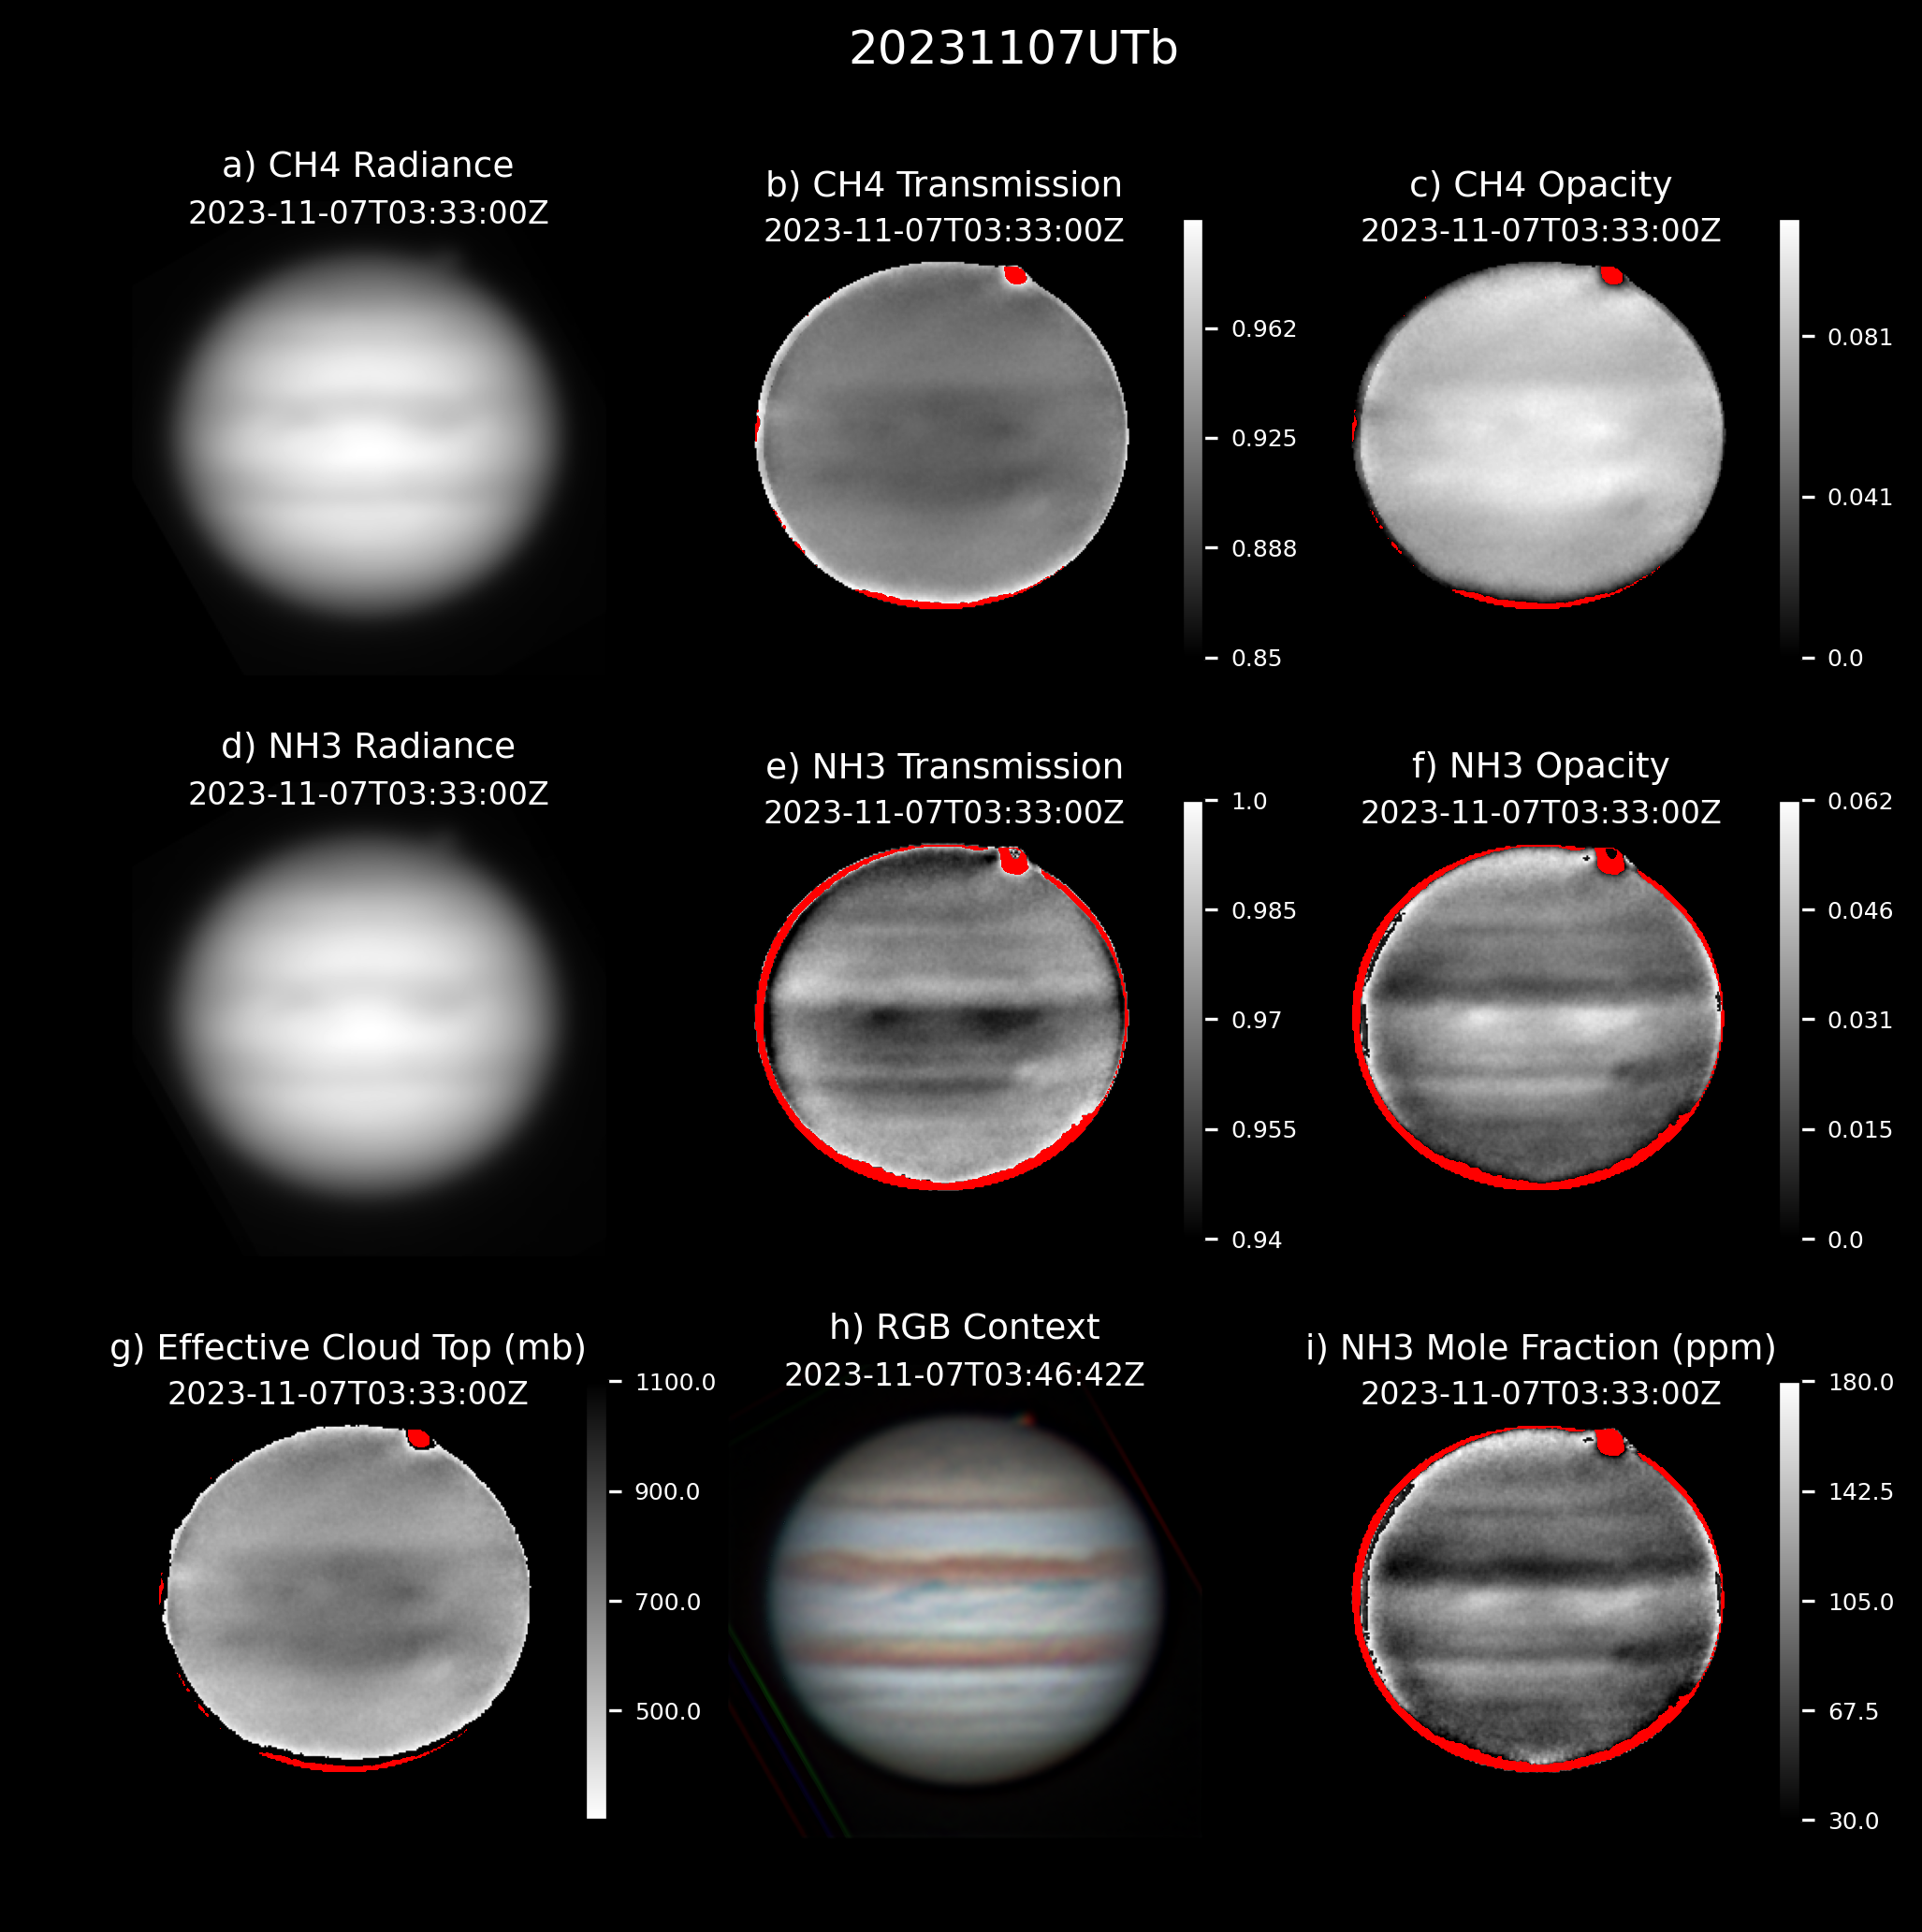 20231107UTb
a) CH4 Radiance
2023-11-07T03:33:00Z
b) CH4 Transmission
2023-11-07T03:33:00Z
0.962
0.925
0.888
0.85
c) CH4 Opacity
2023-11-07T03:33:00Z
0.081
0.041
0.0
d) NH3 Radiance
2023-11-07T03:33:00Z
e) NH3 Transmission
2023-11-07T03:33:00Z
1.0
0.985
0.97
0.955
0.94
f) NH3 Opacity
2023-11-07T03:33:00Z
0.062
0.046
0.031
0.015
0.0
g) Effective Cloud Top (mb)
2023-11-07T03:33:00Z
1100.0
900.0
700.0
500.0
h) RGB Context
2023-11-07T03:46:42Z
i) NH3 Mole Fraction (ppm)
2023-11-07T03:33:00Z
180.0
142.5
105.0
67.5
30.0